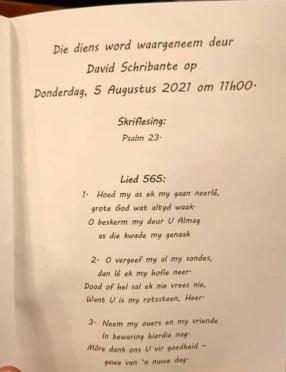 Die diens word waargeneem deur
David Schribante op
Donderdag, 5 Augustus 2021 om 11h00.
Skriflesing:
Psalm 23.
Lied 565:
1. Hoed my as ek my gaan neerlê,
grote God wat altyd waak.
O beskerm my deur U Almag
as die kwade my genaak
2. O vergeef my al my sondes,
dan lê ek my hofie neer.
Dood of hel sal ek nie vrees nie,
Want U is my rotssteen, Heer.
3. Neem my ouers en my vriende
In bewaring hierdie nag.
Môre dank ons U vir goedheid -
gawe van 'n nuwe dag.